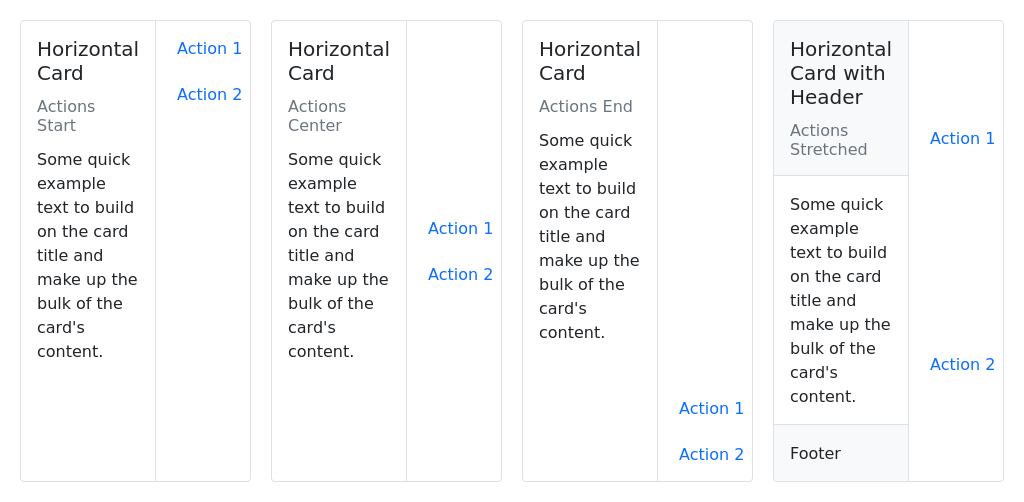 Horizontal
Card
Actions
Start
Some quick
example
text to build
on the card
title and
make up the
bulk of the
card's
content.
Action 1
Action 2
Horizontal
Card
Actions
Center
Some quick
example
text to build
on the card
title and
make up the
bulk of the
card's
content.
Action 1
Action 2
Horizontal
Card
Actions End
Some quick
example
text to build
on the card
title and
make up the
bulk of the
card's
content.
Action 1
Action 2
Horizontal
Card with
Header
Actions
Stretched
Some quick
example
text to build
on the card
title and
make up the
bulk of the
card's
content.
Footer
Action 1
Action 2